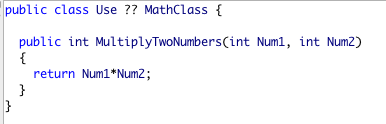 public class Use ?? MathClass {
public int MultiplyTwoNumbers(int Num1, int Num2)
{
return Num1*Num2;
}
}